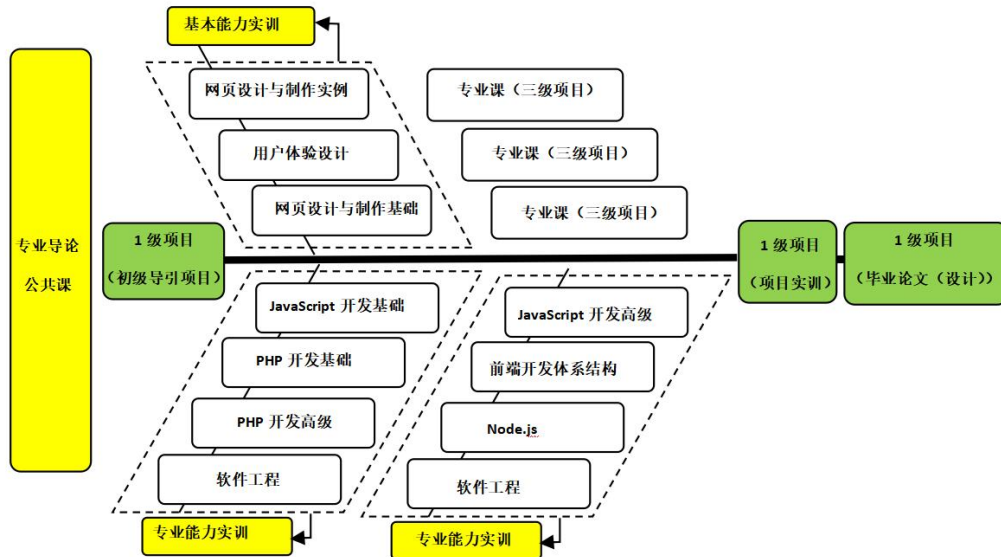 基本能力实训
网页设计与制作实例
用户体验设计
网页设计与制作基础
专业课（三级项目）
专业课（三级项目）
专业课（三级项目）
专业导论
公共课
1 级项目
（初级导引项目）
1 级项目
（项目实训）
1 级项目
（毕业论文（设计））
JavaScript 开发基础
PHP 开发基础
PHP 开发高级
软件工程
专业能力实训
JavaScript 开发高级
前端开发体系结构
Node.js
软件工程
专业能力实训